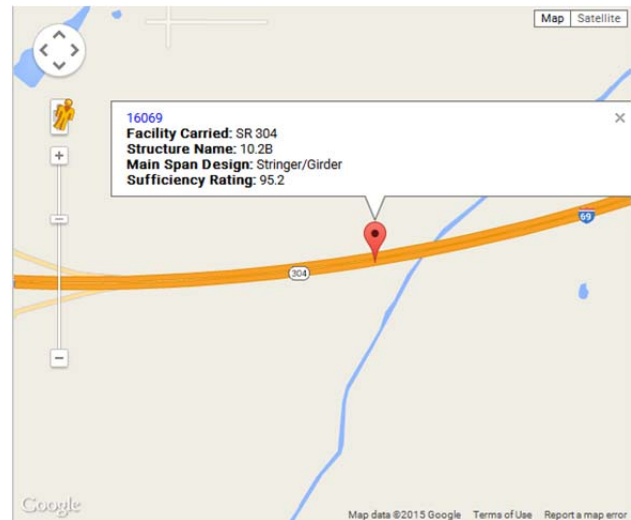 Map Satellite
16069
Facility Carried: SR 304
Structure Name: 10.2B
Main Span Design: Stringer/Girder
Sufficiency Rating: 95.2
69
304
Google
Map data ©2015 Google Terms of Use Report a map error